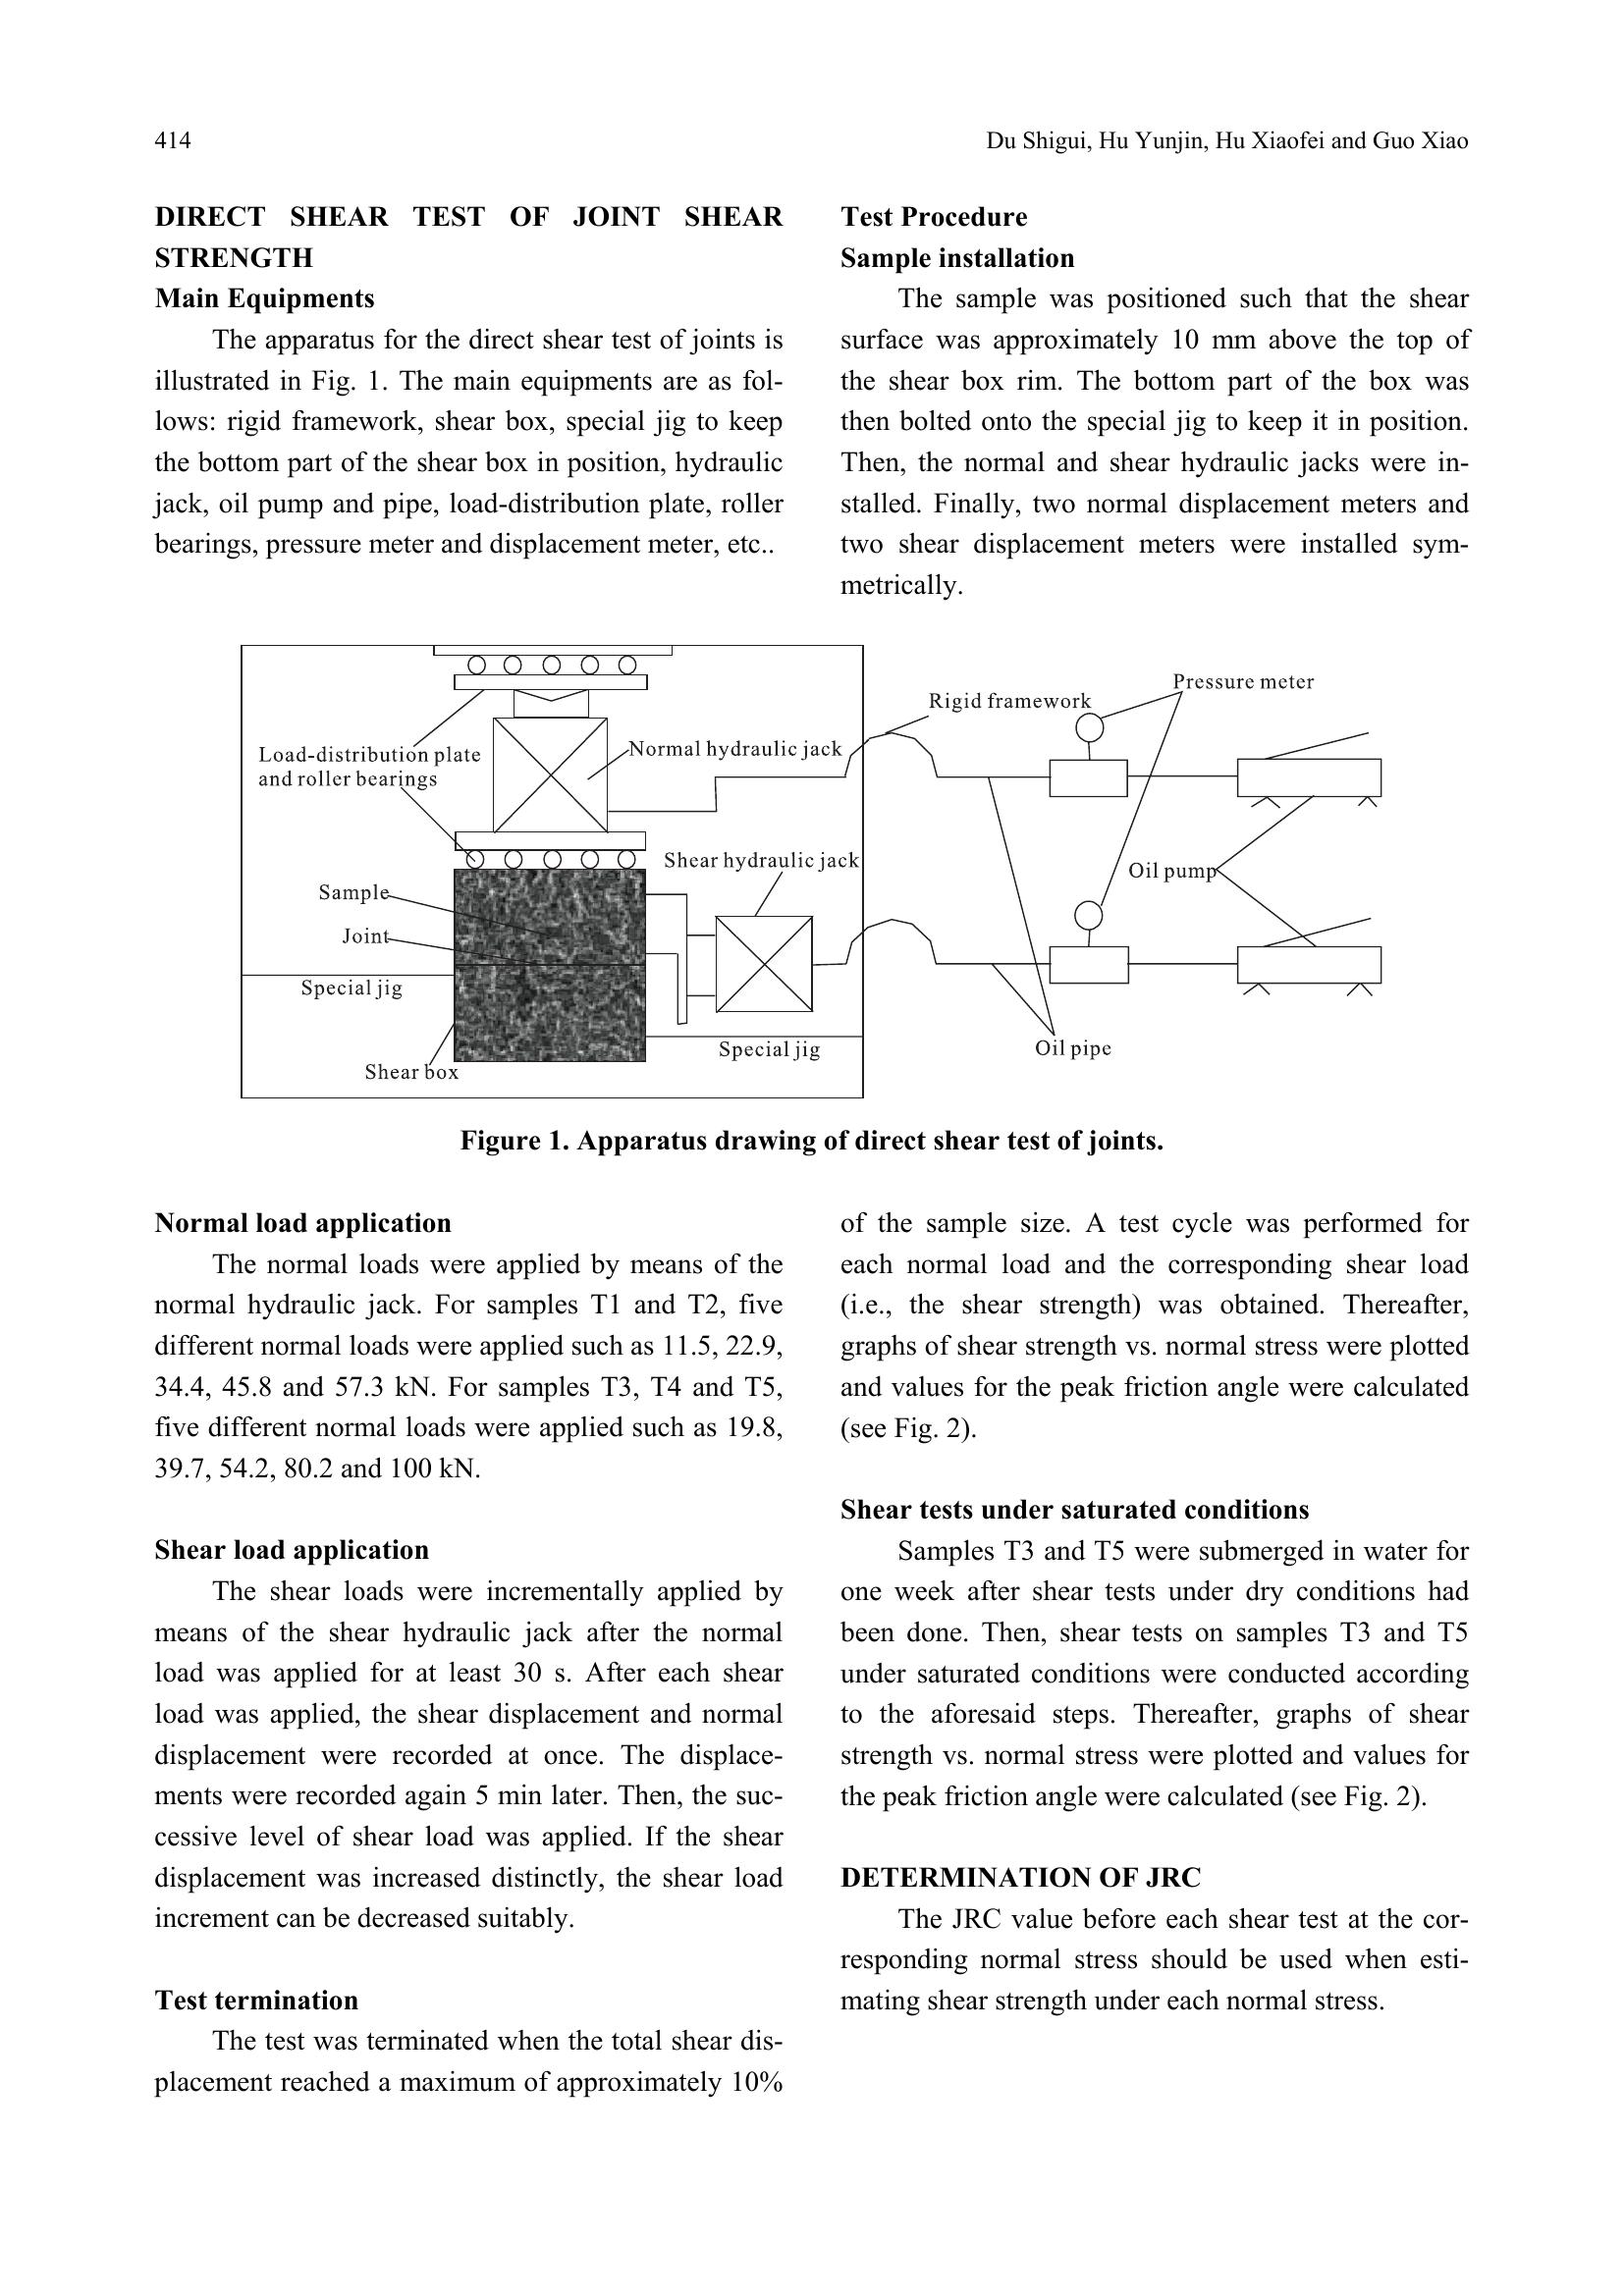 414
Du Shigui, Hu Yunjin, Hu Xiaofei and Guo Xiao
DIRECT SHEAR TEST OF JOINT SHEAR
STRENGTH
Main Equipments
The apparatus for the direct shear test of joints is
illustrated in Fig. 1. The main equipments are as fol-
lows: rigid framework, shear box, special jig to keep
the bottom part of the shear box in position, hydraulic
jack, oil pump and pipe, load-distribution plate, roller
bearings, pressure meter and displacement meter, etc..
Test Procedure
Sample installation
The sample was positioned such that the shear
surface was approximately 10 mm above the top of
the shear box rim. The bottom part of the box was
then bolted onto the special jig to keep it in position.
Then, the normal and shear hydraulic jacks were in-
stalled. Finally, two normal displacement meters and
two shear displacement meters were installed sym-
metrically.
Pressure meter
Rigid framework
Normal hydraulic jack
Load-distribution plate
and roller bearings
Shear hydraulic jack
Oil pump
Sample
Joint
Special jig
Special jig
Oil pipe
Shear box
Figure 1. Apparatus drawing of direct shear test of joints.
Normal load application
The normal loads were applied by means of the
normal hydraulic jack. For samples T1 and T2, five
different normal loads were applied such as 11.5, 22.9,
34.4, 45.8 and 57.3 kN. For samples T3, T4 and T5,
five different normal loads were applied such as 19.8,
39.7, 54.2, 80.2 and 100 kN.
Shear load application
The shear loads were incrementally applied by
means of the shear hydraulic jack after the normal
load was applied for at least 30 s. After each shear
load was applied, the shear displacement and normal
displacement were recorded at once. The displace-
ments were recorded again 5 min later. Then, the suc-
cessive level of shear load was applied. If the shear
displacement was increased distinctly, the shear load
increment can be decreased suitably.
Test termination
The test was terminated when the total shear dis-
placement reached a maximum of approximately 10%
of the sample size. A test cycle was performed for
each normal load and the corresponding shear load
(i.e., the shear strength) was obtained. Thereafter,
graphs of shear strength vs. normal stress were plotted
and values for the peak friction angle were calculated
(see Fig. 2).
Shear tests under saturated conditions
Samples T3 and T5 were submerged in water for
one week after shear tests under dry conditions had
been done. Then, shear tests on samples T3 and T5
under saturated conditions were conducted according
to the aforesaid steps. Thereafter, graphs of shear
strength vs. normal stress were plotted and values for
the peak friction angle were calculated (see Fig. 2).
DETERMINATION OF JRC
The JRC value before each shear test at the cor-
responding normal stress should be used when esti-
mating shear strength under each normal stress.